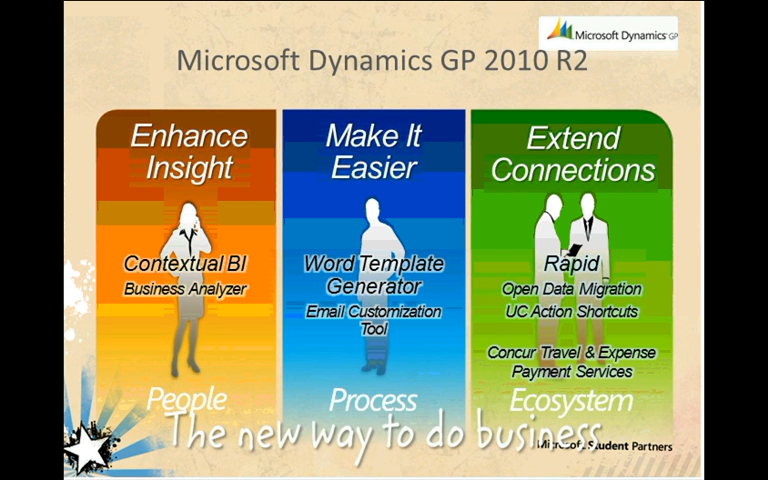 Microsoft Dynamics GP
Microsoft Dynamics GP 2010 R2
Enhance
Insight
Contextual BI
Business Analyzer
People
Make It
Easier
Word Template
Generator
Email Customization
Tool
Process
Extend
Connections
Rapid
Open Data Migration
UC Action Shortcuts
Concur Travel & Expense
Payment Services
Ecosystem
The new way to do business
Microsoft Student Partners